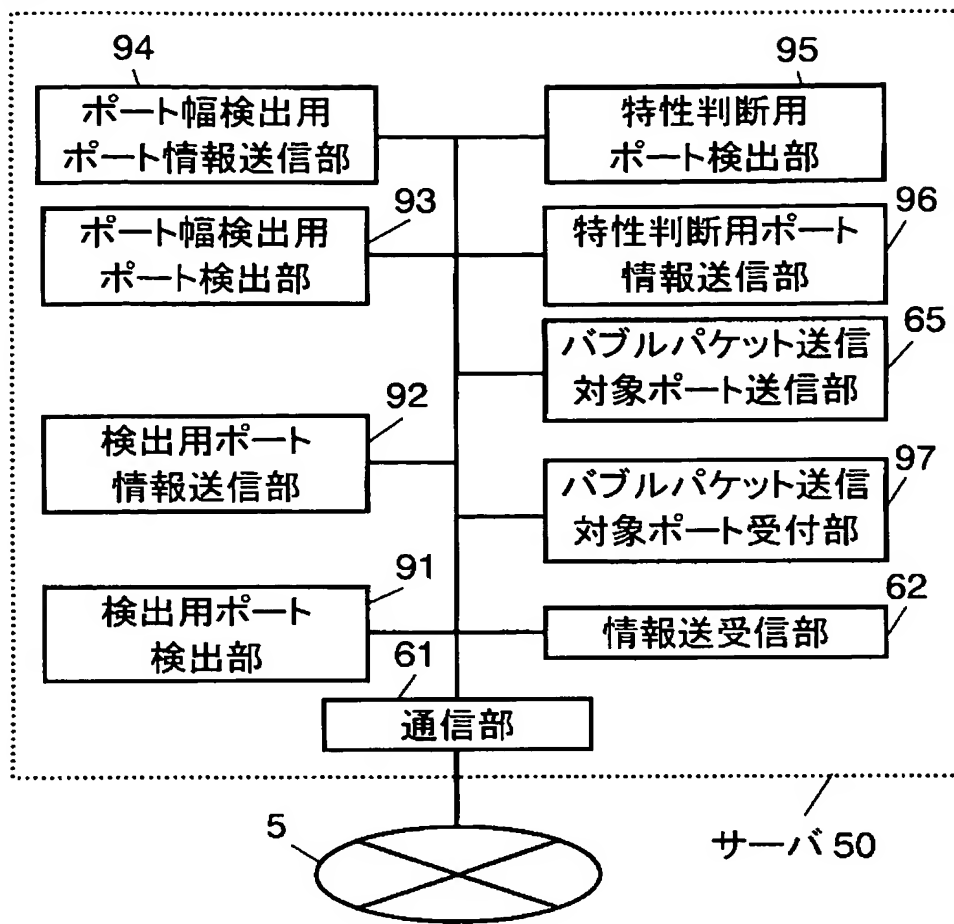 94
ポート幅検出用
ポート情報送信部
95
特性判断用
ポート検出部
93
ポート幅検出用
ポート検出部
96
特性判断用ポート
情報送信部
65
バブルパケット送信
対象ポート送信部
92
検出用ポート
情報送信部
97
バブルパケット送信
対象ポート受付部
91
検出用ポート
検出部
62
情報送受信部
61
通信部
5
サーバ 50